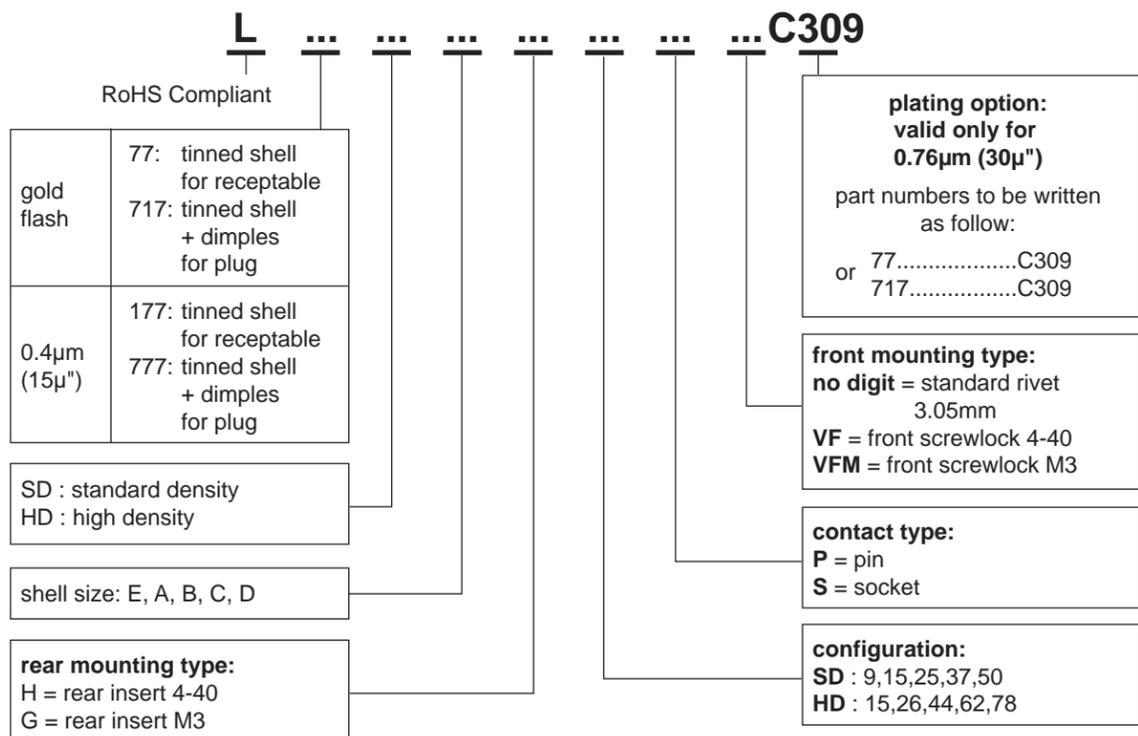 L ... ... ... ... ... ... ...C309
RoHS Compliant
gold
flash
77: tinned shell
for receptable
717: tinned shell
+ dimples
for plug
0.4µm
(15µ")
177: tinned shell
for receptable
777: tinned shell
+ dimples
for plug
SD : standard density
HD : high density
shell size: E, A, B, C, D
rear mounting type:
H = rear insert 4-40
G = rear insert M3
plating option:
valid only for
0.76µm (30µ")
part numbers to be written
as follow:
or
77...................C309
717.................C309
front mounting type:
no digit = standard rivet
3.05mm
VF = front screwlock 4-40
VFM = front screwlock M3
contact type:
P = pin
S = socket
configuration:
SD : 9,15,25,37,50
HD : 15,26,44,62,78